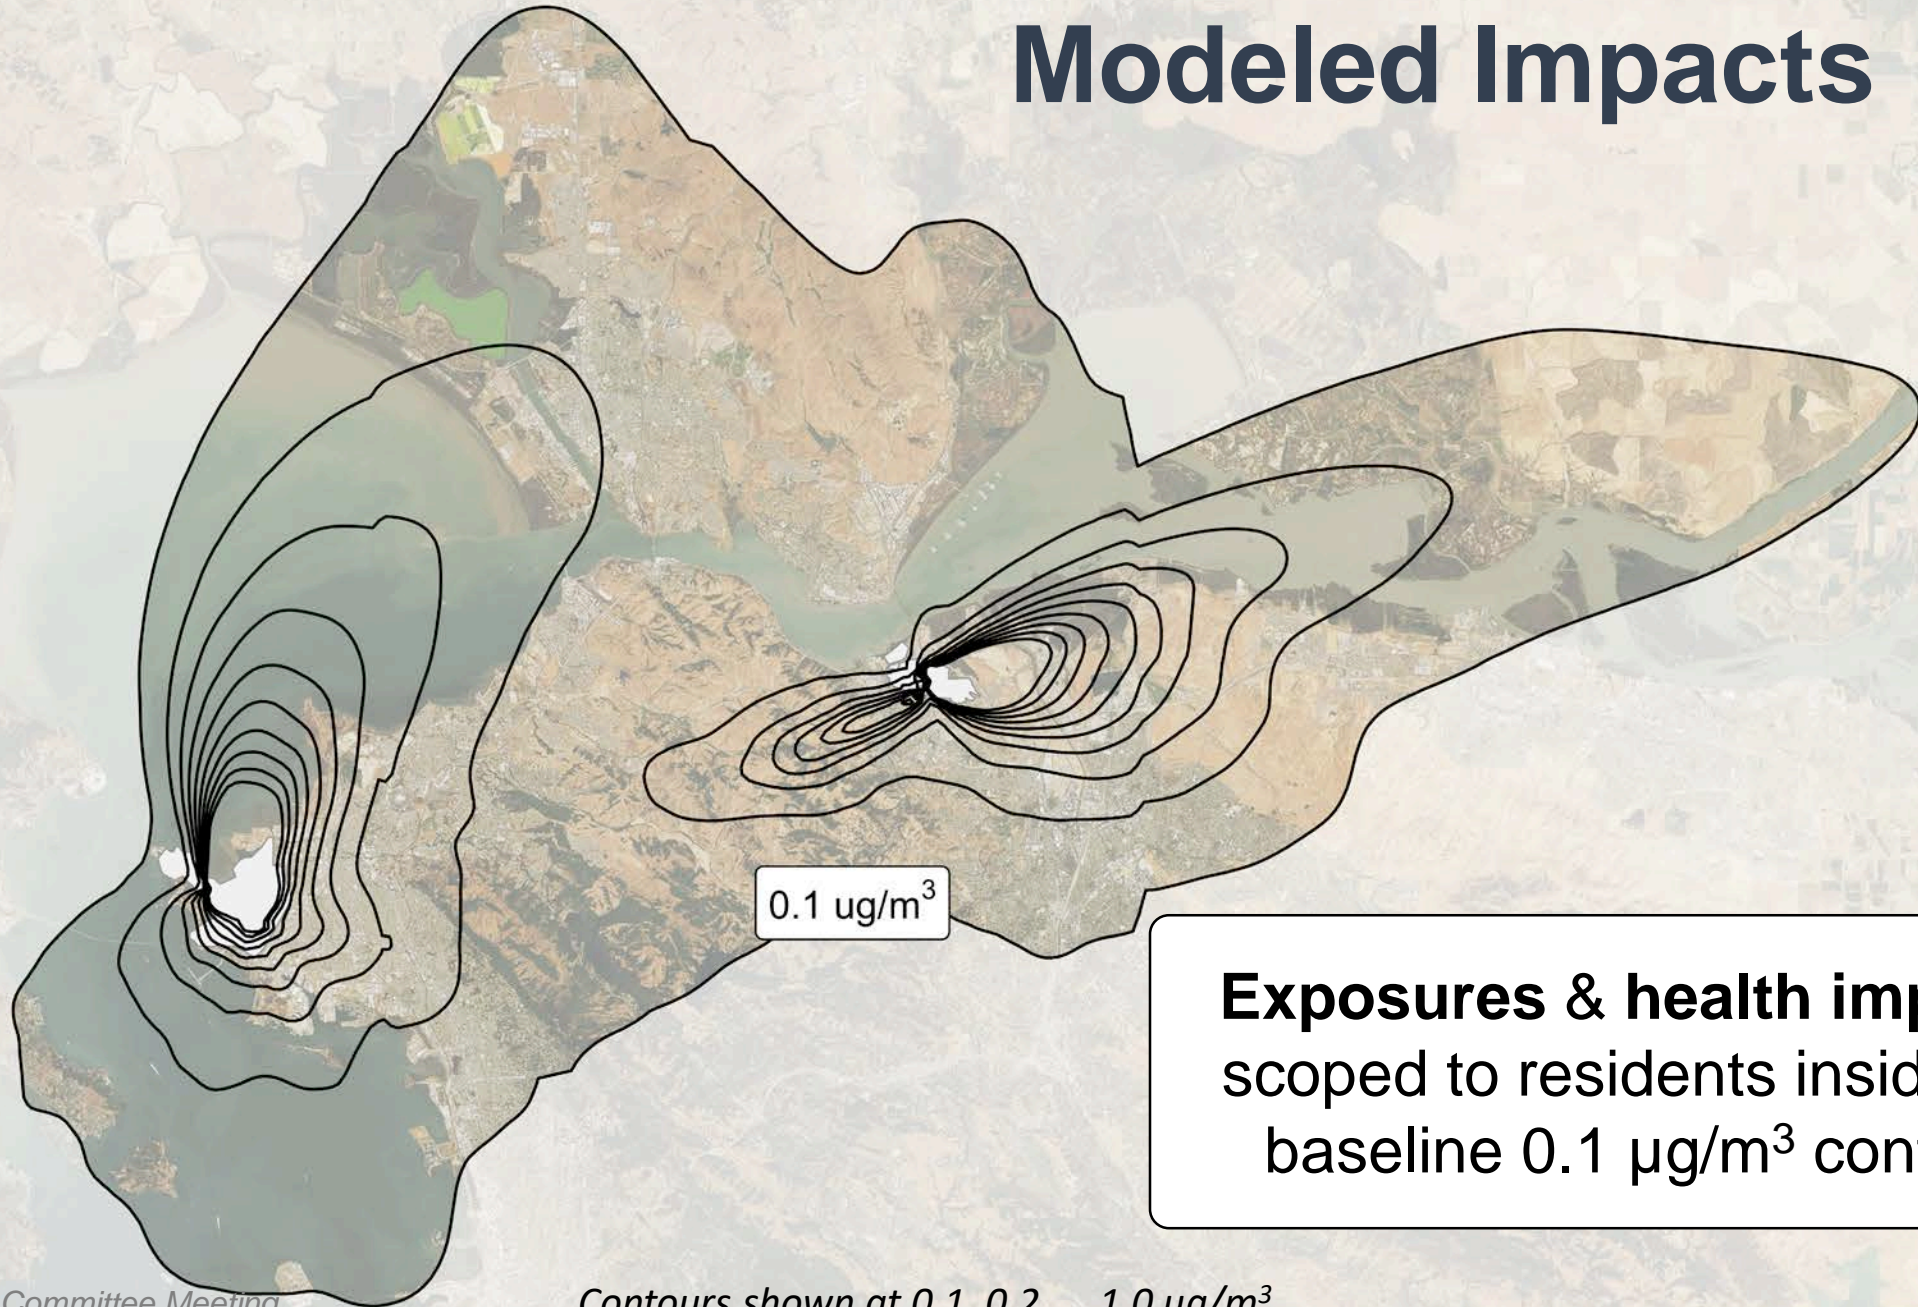 Modeled Impacts
0.1 ug/m³
Exposures & health imp
scoped to residents insid
baseline 0.1 µg/m³ con
Committee Meeting
Contours shown at 0.1, 0.2 ... 1.0 ug/m³